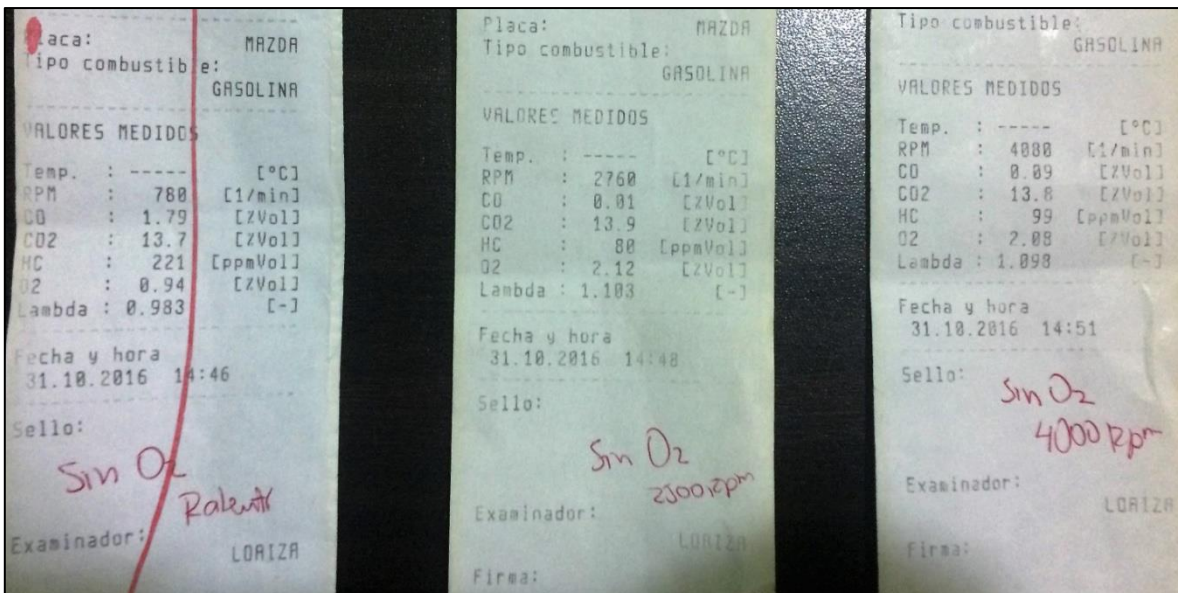 Placa: MAZDA
Tipo combustible:
GASOLINA
VALORES MEDIDOS
Temp. : ----- [°C]
RPM : 780 [1/min]
CO : 1.79 [%Vol]
CO2 : 13.7 [%Vol]
HC : 221 [ppmVol]
O2 : 0.94 [%Vol]
Lambda : 0.983 [-]
Fecha y hora
31.10.2016 14:46
Sello:
Sin O2
Ralenti
Examinador:
LOAIZA
Placa: MAZDA
Tipo combustible:
GASOLINA
VALORES MEDIDOS
Temp. : ----- [°C]
RPM : 2760 [1/min]
CO : 0.01 [%Vol]
CO2 : 13.9 [%Vol]
HC : 80 [ppmVol]
O2 : 2.12 [%Vol]
Lambda : 1.103 [-]
Fecha y hora
31.10.2016 14:48
Sello:
Sin O2
2500 rpm
Examinador:
LOAIZA
Firma:
Tipo combustible:
GASOLINA
VALORES MEDIDOS
Temp. : ----- [°C]
RPM : 4080 [1/min]
CO : 0.09 [%Vol]
CO2 : 13.8 [%Vol]
HC : 99 [ppmVol]
O2 : 2.08 [%Vol]
Lambda : 1.098 [-]
Fecha y hora
31.10.2016 14:51
Sello:
Sin O2
4000 rpm
Examinador:
LOAIZA
Firma: